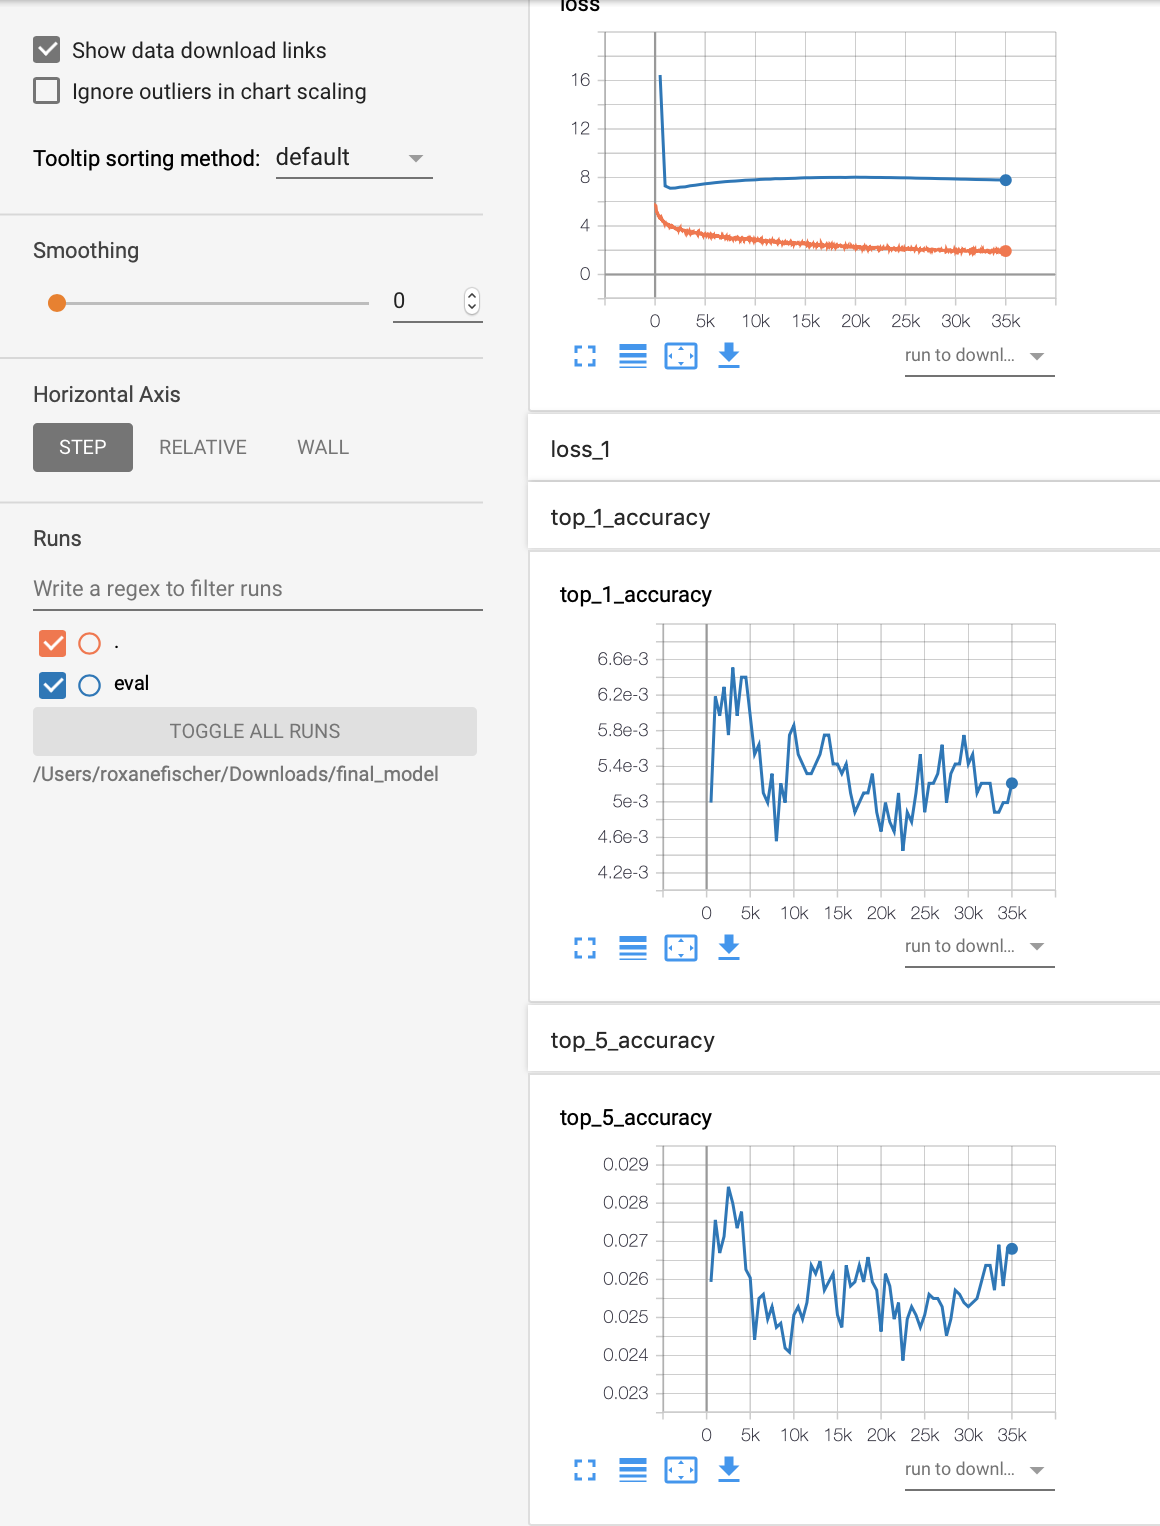 Show data download links
Ignore outliers in chart scaling
Tooltip sorting method: default
Smoothing
0
Horizontal Axis
STEP RELATIVE WALL
Runs
Write a regex to filter runs
.
eval
TOGGLE ALL RUNS
/Users/roxanefischer/Downloads/final_model
loss
16
12
8
4
0
0 5k 10k 15k 20k 25k 30k 35k
run to downl...
loss_1
top_1_accuracy
top_1_accuracy
6.6e-3
6.2e-3
5.8e-3
5.4e-3
5e-3
4.6e-3
4.2e-3
0 5k 10k 15k 20k 25k 30k 35k
run to downl...
top_5_accuracy
top_5_accuracy
0.029
0.028
0.027
0.026
0.025
0.024
0.023
0 5k 10k 15k 20k 25k 30k 35k
run to downl...